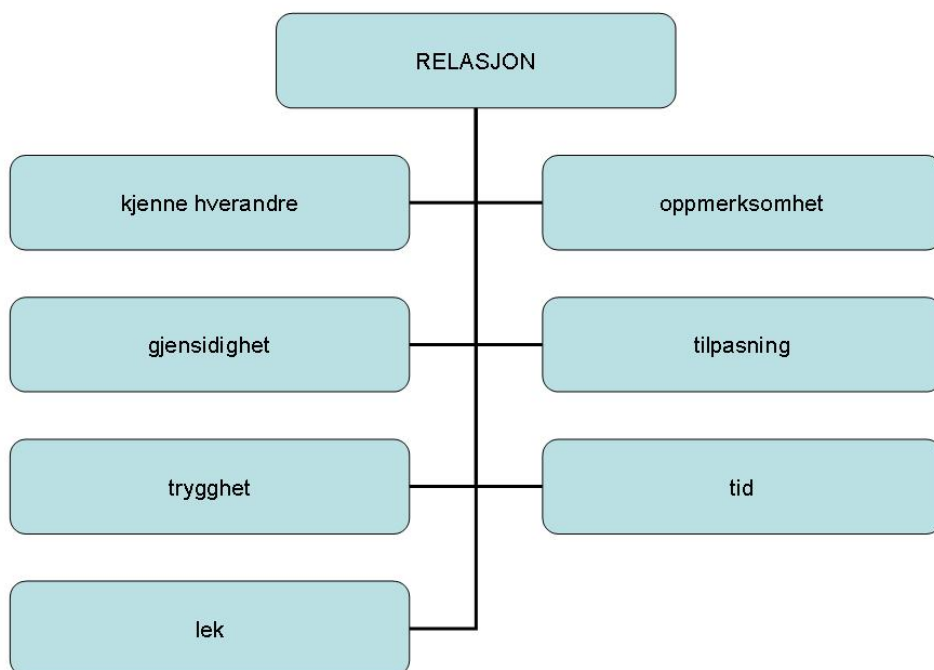 RELASJON
kjenne hverandre
oppmerksomhet
gjensidighet
tilpasning
trygghet
tid
lek